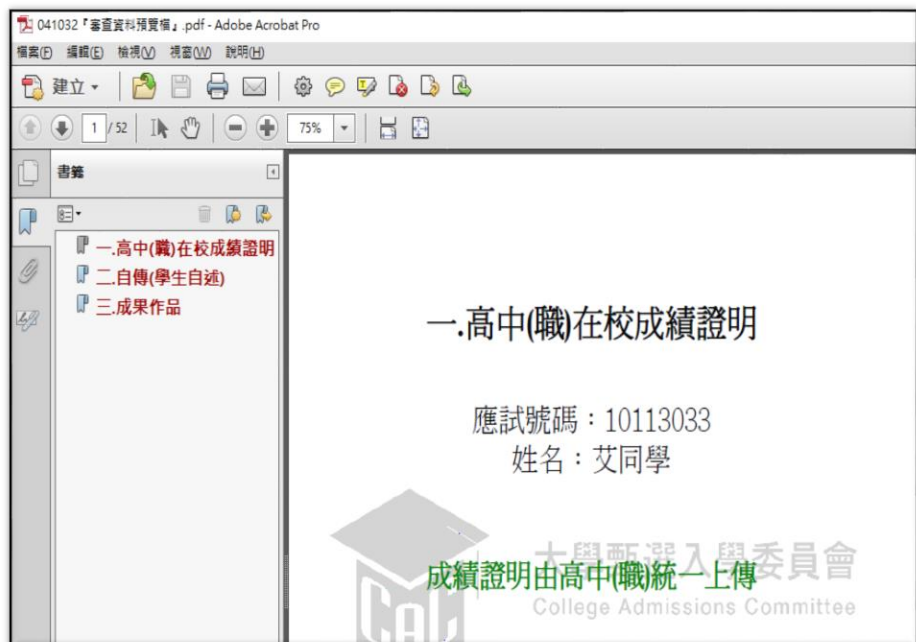 041032『審查資料預覽檔』.pdf - Adobe Acrobat Pro
檔案(F) 編輯(E) 檢視(V) 視窗(W) 說明(H)
建立
1 / 52 75%
書籤
一.高中(職)在校成績證明
二.自傳(學生自述)
三.成果作品
一.高中(職)在校成績證明
應試號碼：10113033
姓名：艾同學
大學甄選入學委員會
成績證明由高中(職)統一上傳
College Admissions Committee
CAC